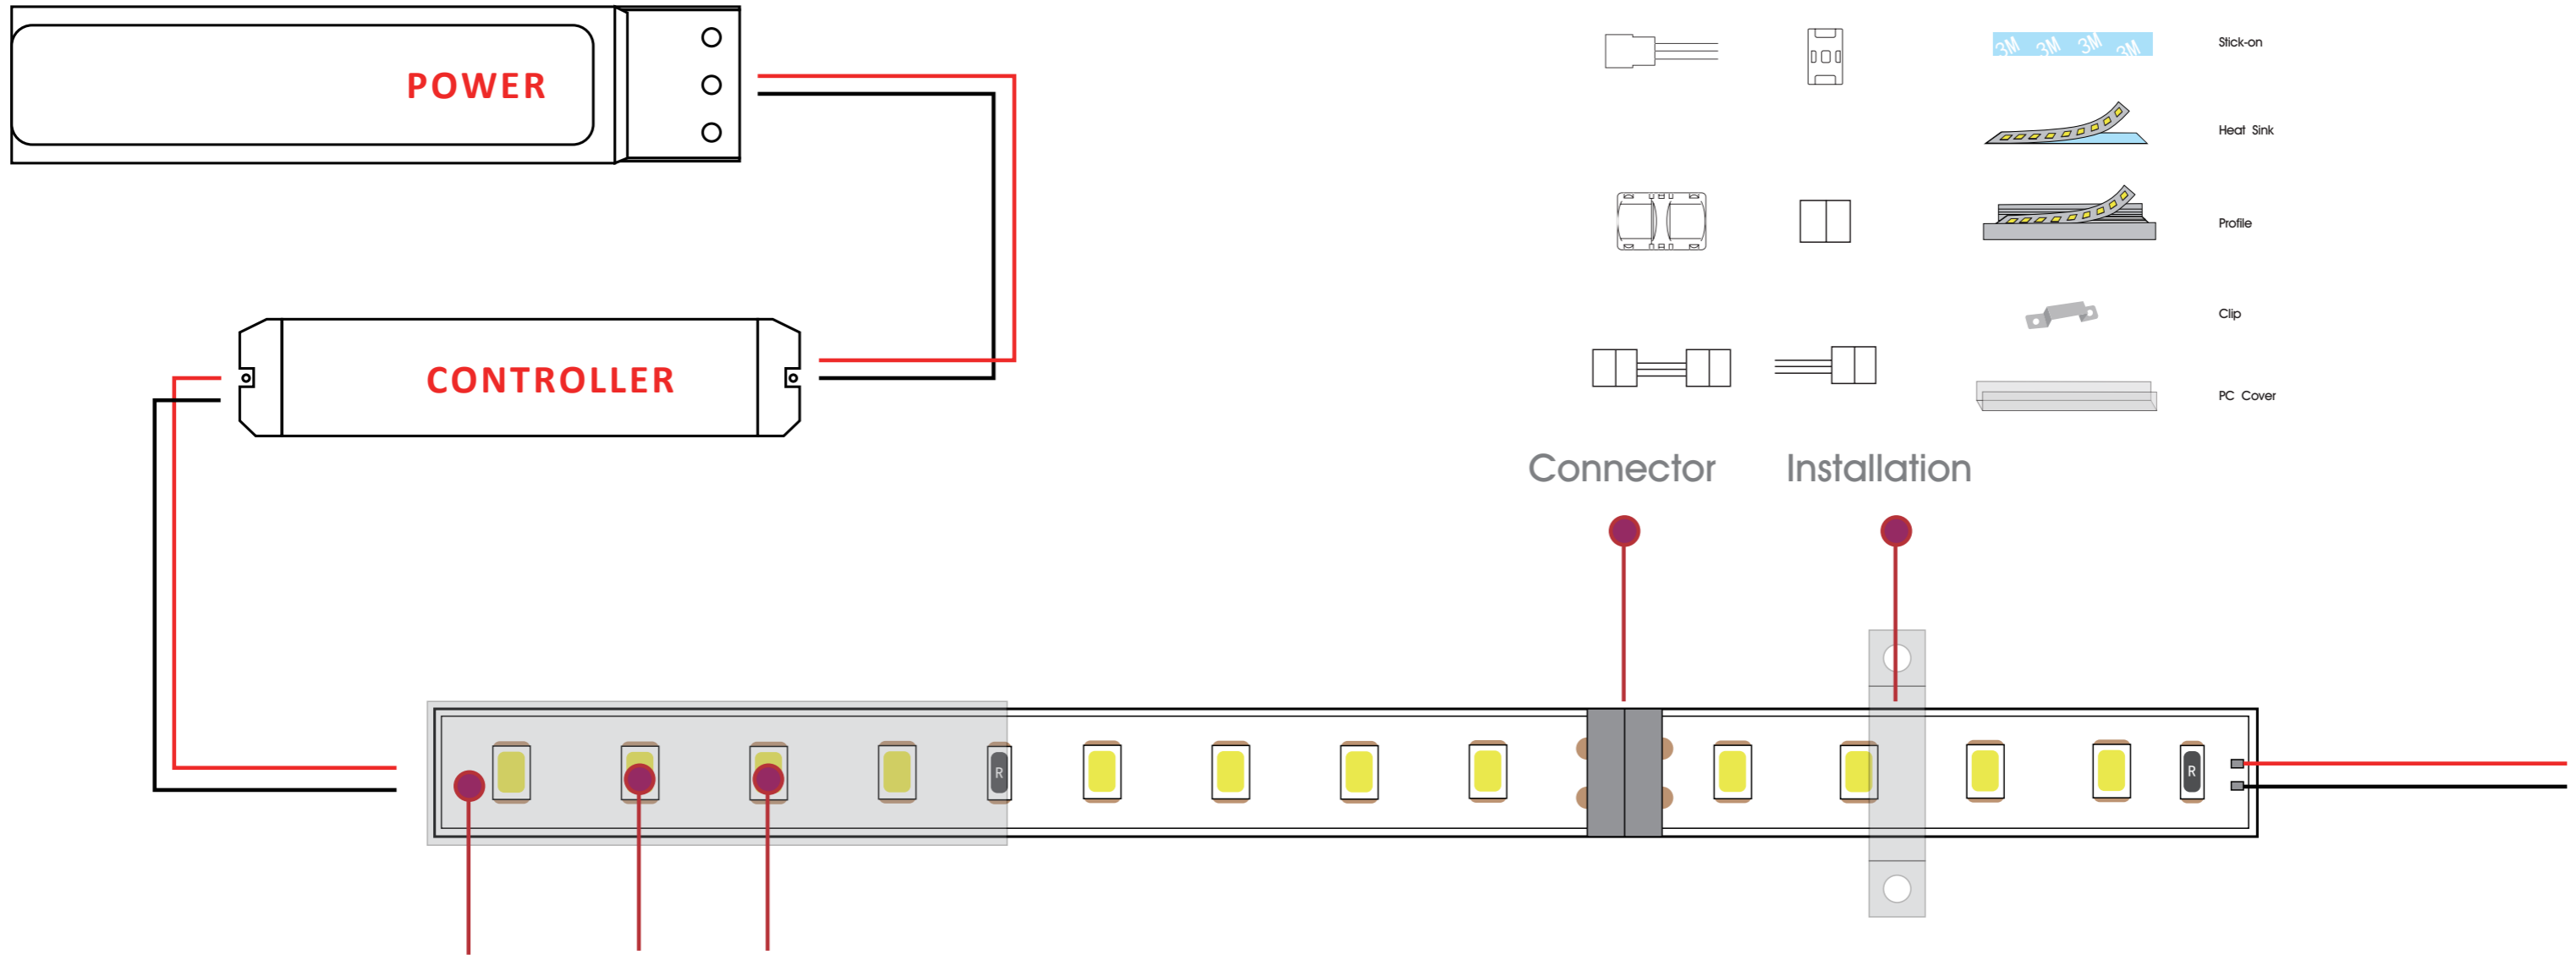 POWER
3M 3M 3M 3M
Stick-on
Heat Sink
Profile
Clip
CONTROLLER
PC Cover
Connector
Installation
R
R